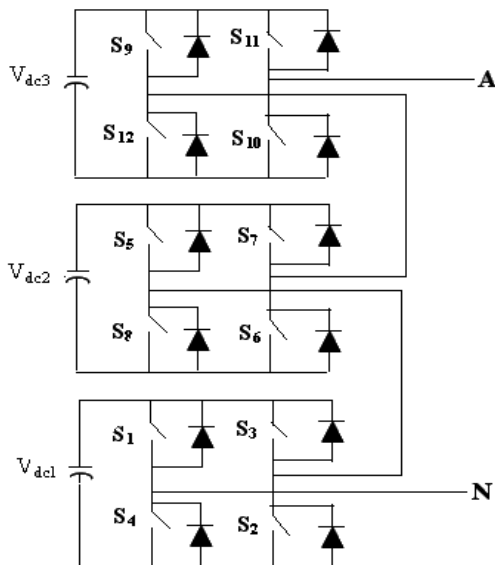 S9 S11
Vdc3
A
S12 S10
S5 S7
Vdc2
S8 S6
S1 S3
Vdc1
N
S4 S2